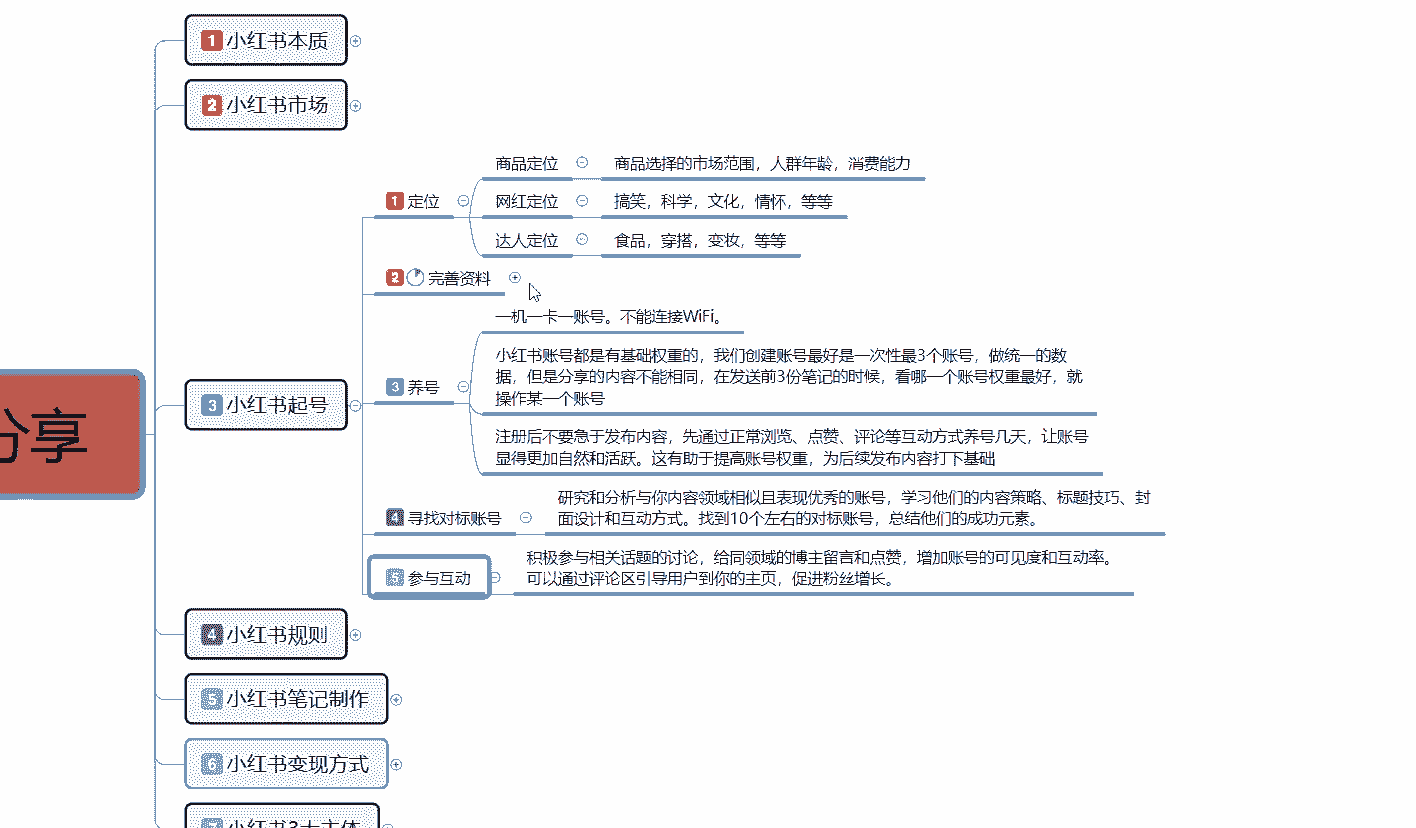 1 小红书本质
2 小红书市场
分享
3 小红书起号
1 定位
商品定位
商品选择的市场范围，人群年龄，消费能力
网红定位
搞笑，科学，文化，情怀，等等
达人定位
食品，穿搭，变妆，等等
2 完善资料
3 养号
一机一卡一账号。不能连接WiFi。
小红书账号都是有基础权重的，我们创建账号最好是一次性最3个账号，做统一的数
据，但是分享的内容不能相同，在发送前3份笔记的时候，看哪一个账号权重最好，就
操作某一个账号
注册后不要急于发布内容，先通过正常浏览、点赞、评论等互动方式养号几天，让账号
显得更加自然和活跃。这有助于提高账号权重，为后续发布内容打下基础
4 寻找对标账号
研究和分析与你内容领域相似且表现优秀的账号，学习他们的内容策略、标题技巧、封
面设计和互动方式。找到10个左右的对标账号，总结他们的成功元素。
5 参与互动
积极参与相关话题的讨论，给同领域的博主留言和点赞，增加账号的可见度和互动率。
可以通过评论区引导用户到你的主页，促进粉丝增长。
4 小红书规则
5 小红书笔记制作
6 小红书变现方式
7 小红书3大主体